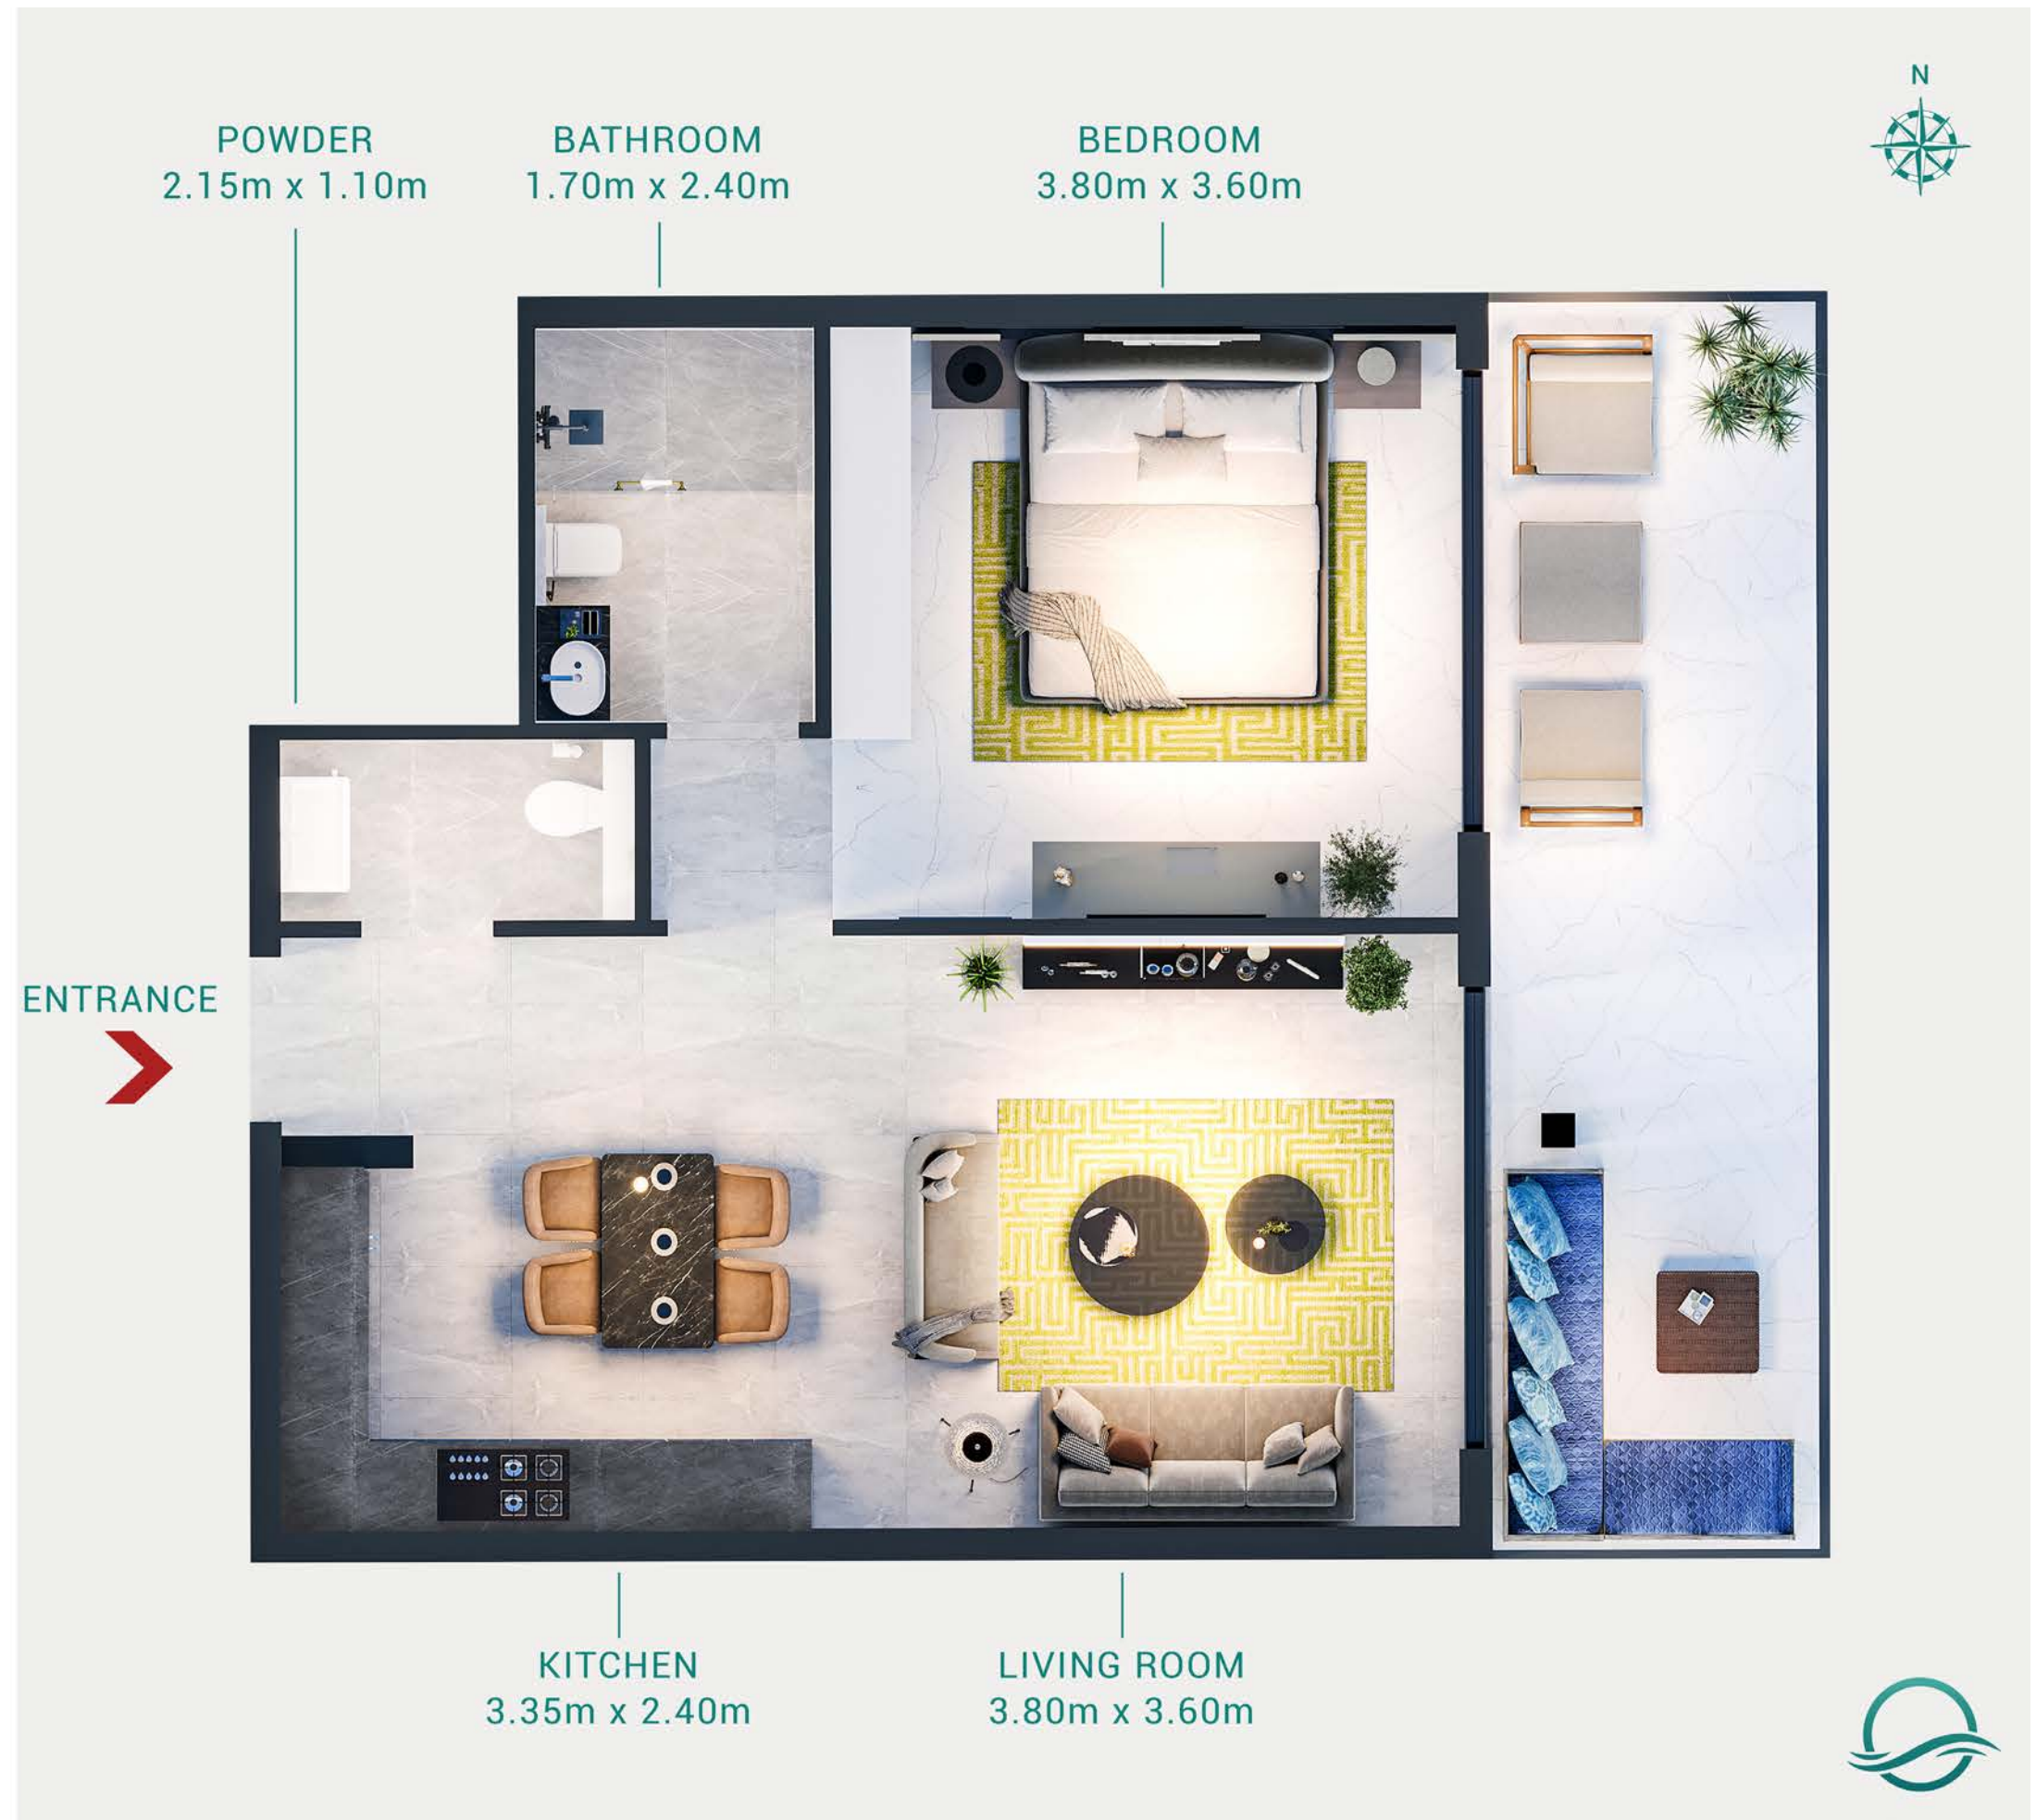 N
POWDER
2.15m x 1.10m
BATHROOM
1.70m x 2.40m
BEDROOM
3.80m x 3.60m
ENTRANCE
KITCHEN
3.35m x 2.40m
LIVING ROOM
3.80m x 3.60m